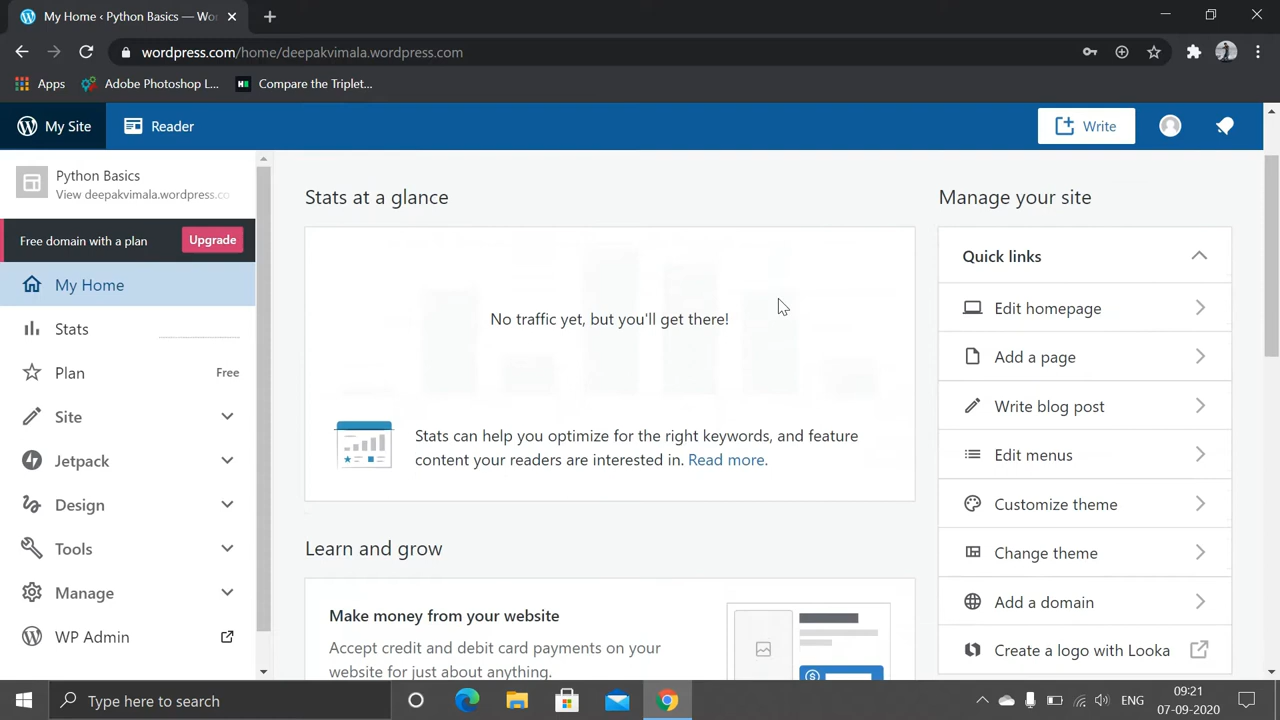 My Home ‹ Python Basics — Wo
wordpress.com/home/deepakvimala.wordpress.com
Apps
Adobe Photoshop L...
Compare the Triplet...
My Site
Reader
Write
Python Basics
View deepakvimala.wordpress.co
Free domain with a plan
Upgrade
My Home
Stats
Plan
Free
Site
Jetpack
Design
Tools
Manage
WP Admin
Stats at a glance
No traffic yet, but you'll get there!
Stats can help you optimize for the right keywords, and feature
content your readers are interested in. Read more.
Learn and grow
Make money from your website
Accept credit and debit card payments on your
website for just about anything.
Manage your site
Quick links
Edit homepage
Add a page
Write blog post
Edit menus
Customize theme
Change theme
Add a domain
Create a logo with Looka
Type here to search
ENG
09:21
07-09-2020